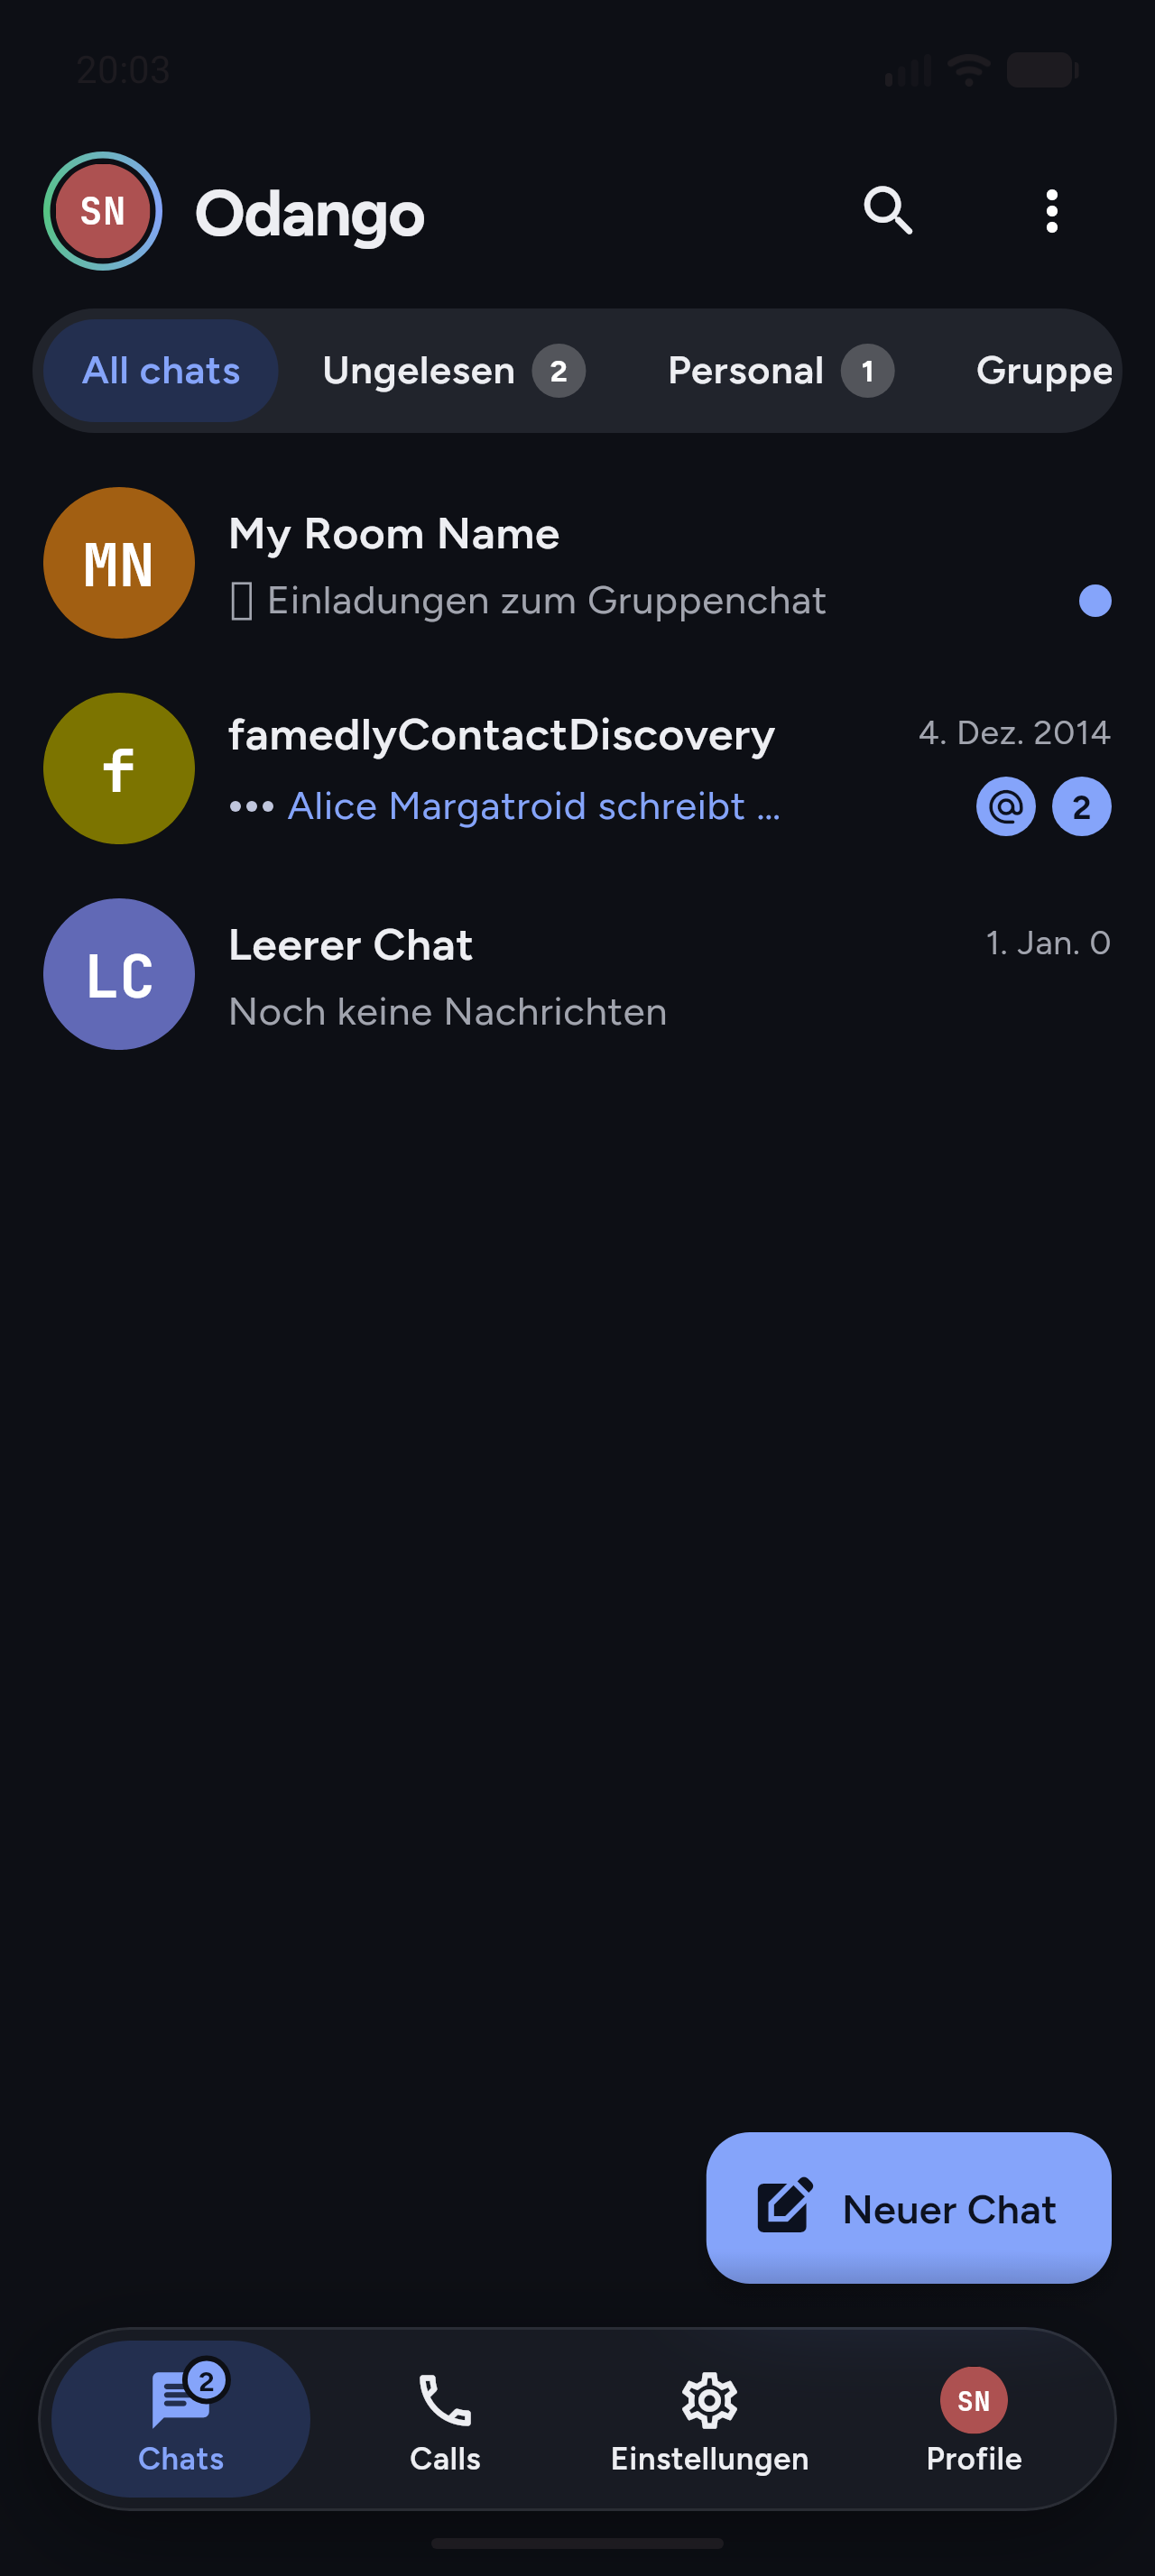 20:03
SN Odango
All chats Ungelesen 2 Personal 1 Gruppe
MN My Room Name
Einladungen zum Gruppenchat
f famedlyContactDiscovery 4. Dez. 2014
••• Alice Margatroid schreibt ... @ 2
LC Leerer Chat 1. Jan. 0
Noch keine Nachrichten
Neuer Chat
2 SN
Chats Calls Einstellungen Profile